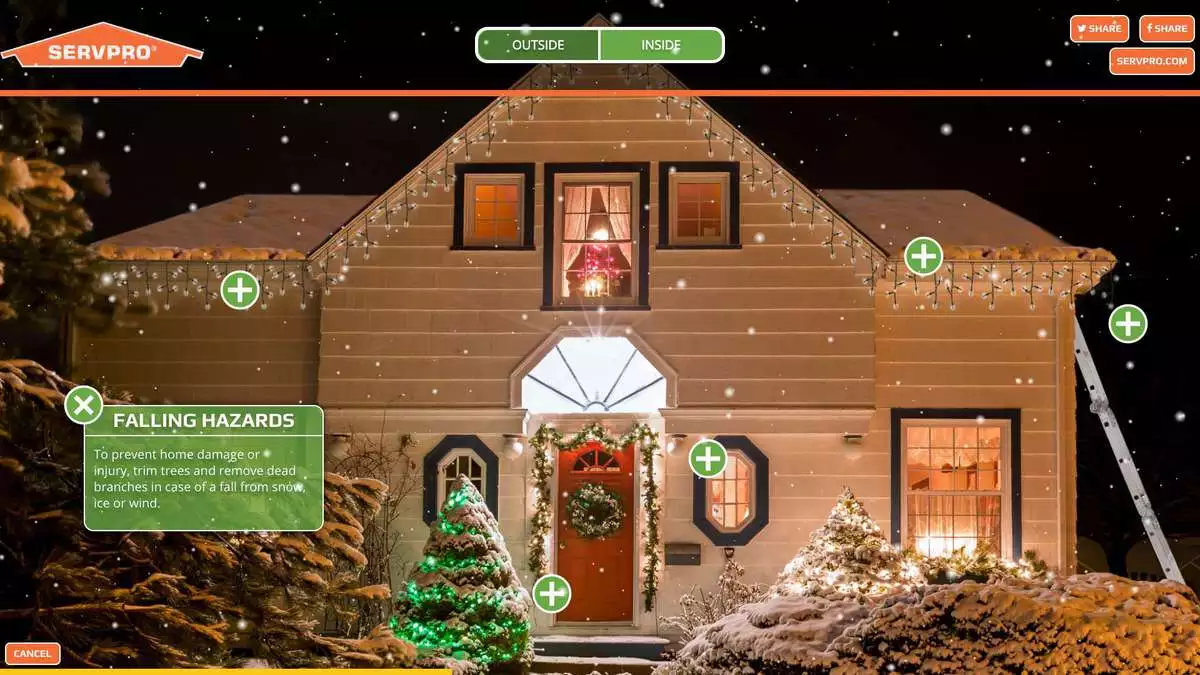 SERVPRO®
OUTSIDE
INSIDE
SHARE
SHARE
SERVPRO.COM
FALLING HAZARDS
To prevent home damage or
injury, trim trees and remove dead
branches in case of a fall from snow,
ice or wind.
CANCEL